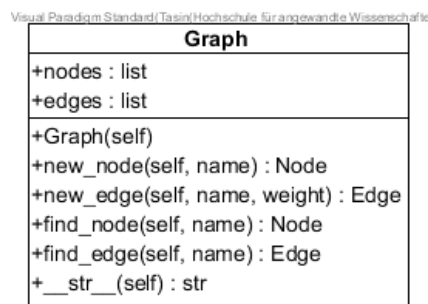 Visual Paradigm Standard(Tasin(Hochschule für angewandte Wissenschafte
Graph
+nodes : list
+edges : list
+Graph(self)
+new_node(self, name) : Node
+new_edge(self, name, weight) : Edge
+find_node(self, name) : Node
+find_edge(self, name) : Edge
+__str__(self) : str